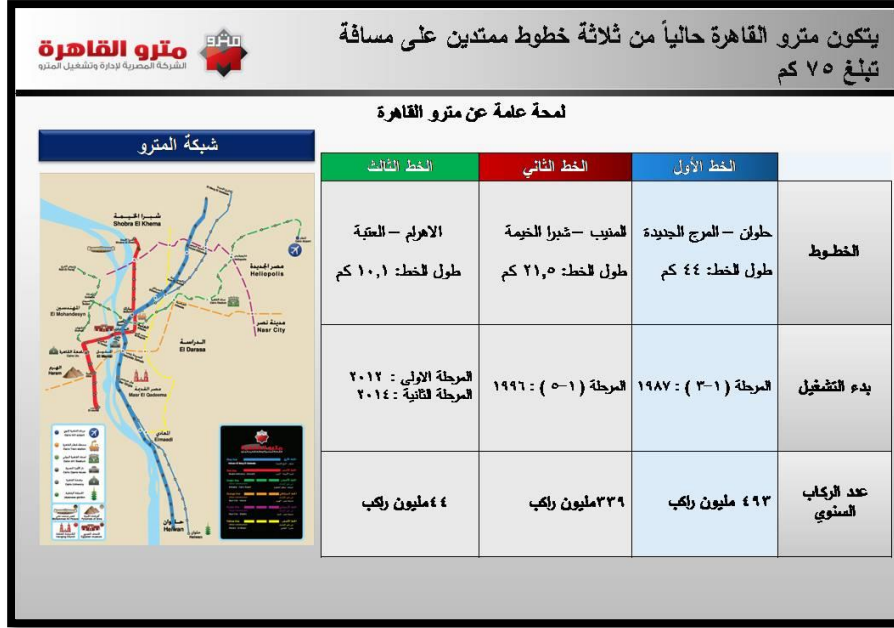 يتكون مترو القاهرة حالياً من ثلاثة خطوط ممتدين على مسافة
تبلغ ٧٥ كم
مترو
مترو القاهرة
الشركة المصرية لإدارة وتشغيل المترو
لمحة عامة عن مترو القاهرة
الخط الأول
الخط الثاني
الخط الثالث
الخطوط
حلوان – المرج الجديدة
طول الخط: ٤٤ كم
المنيب – شبرا الخيمة
طول الخط: ٢١,٥ كم
الاهرام – العتبة
طول الخط: ١٠,١ كم
بدء التشغيل
المرحلة ( ١–٣ ) : ١٩٨٧
المرحلة ( ١–٥ ) : ١٩٩٦
المرحلة الاولى : ٢٠١٢
المرحلة الثانية : ٢٠١٤
عدد الركاب
السنوي
٤٩٣ مليون راكب
٣٣٩مليون راكب
٤٤مليون راكب
شبكة المترو
شبرا الخيمة
Shobra El Khema
مصر الجديدة
Heliopolis
المهندسين
El Mohandesyn
مدينة نصر
Nasr City
الدراسة
El Darasa
الهرم
Haram
مصر القديمة
Masr El Qadeema
المعادي
Elmaadi
حلوان
Helwan